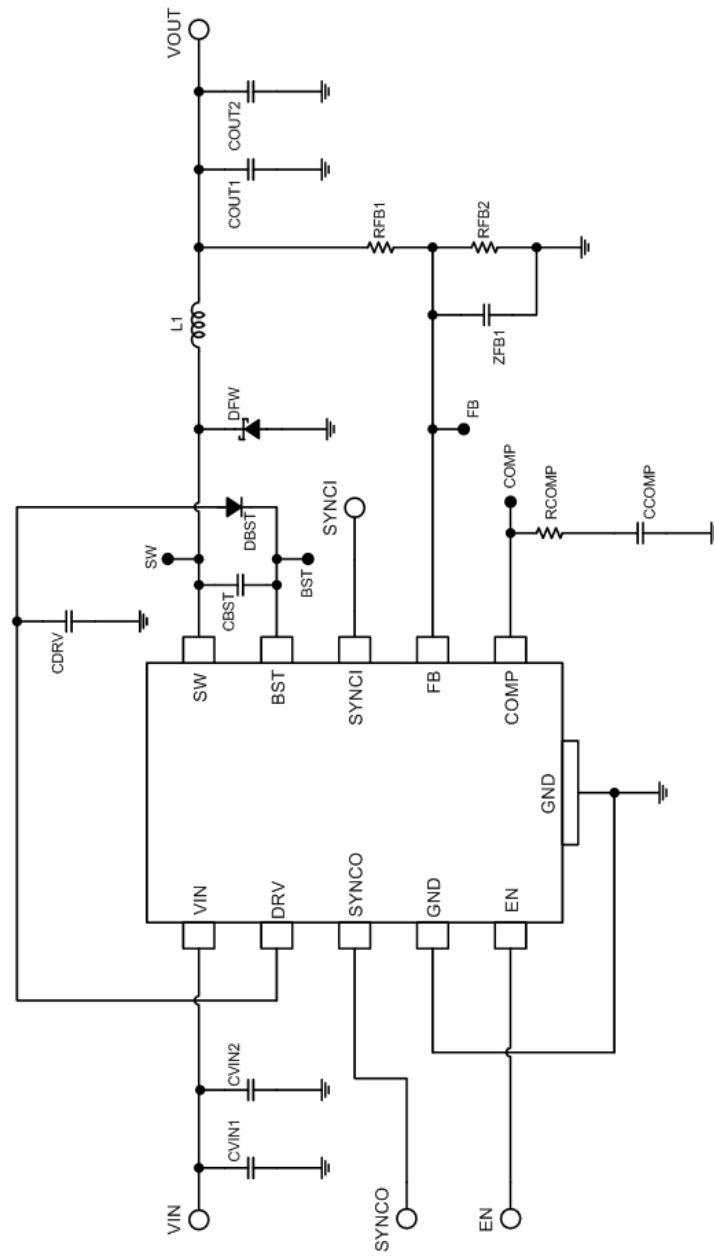 CDRV
DBST
DFW
L1
COUT1
COUT2
VOUT
SW
CBST
BST
SYNCI
CVIN1
CVIN2
VIN
VIN
SW
DRV
BST
SYNCO
SYNCI
GND
FB
EN
COMP
GND
SYNCO
EN
RFB1
RFB2
ZFB1
FB
COMP
RCOMP
CCOMP